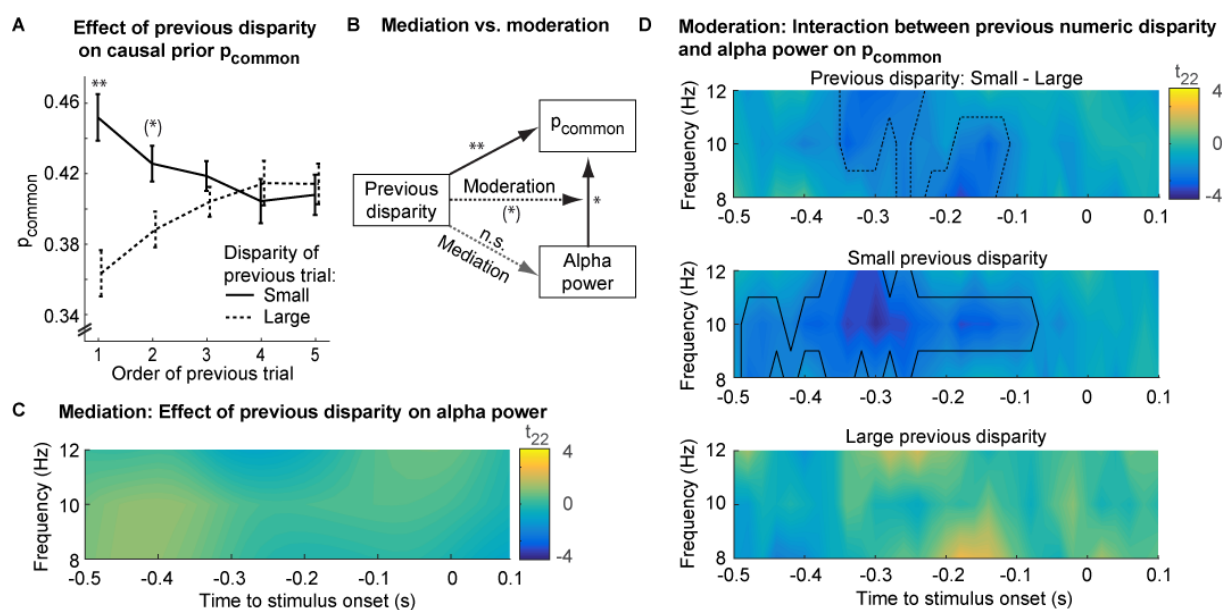 A
Effect of previous disparity
on causal prior p_common
**
(*)
0.46
0.42
0.38
0.34
p_common
Disparity of
previous trial:
Small
Large
1 2 3 4 5
Order of previous trial
B
Mediation vs. moderation
p_common
**
Previous
disparity
Moderation
(*)
*
n.s.
Mediation
Alpha
power
C
Mediation: Effect of previous disparity on alpha power
t_22
12
10
8
Frequency (Hz)
4
0
-4
-0.5 -0.4 -0.3 -0.2 -0.1 0 0.1
Time to stimulus onset (s)
D
Moderation: Interaction between previous numeric disparity
and alpha power on p_common
Previous disparity: Small - Large
t_22
12
10
8
Frequency (Hz)
4
0
-4
-0.5 -0.4 -0.3 -0.2 -0.1 0 0.1
Small previous disparity
12
10
8
Frequency (Hz)
-0.5 -0.4 -0.3 -0.2 -0.1 0 0.1
Large previous disparity
12
10
8
Frequency (Hz)
-0.5 -0.4 -0.3 -0.2 -0.1 0 0.1
Time to stimulus onset (s)